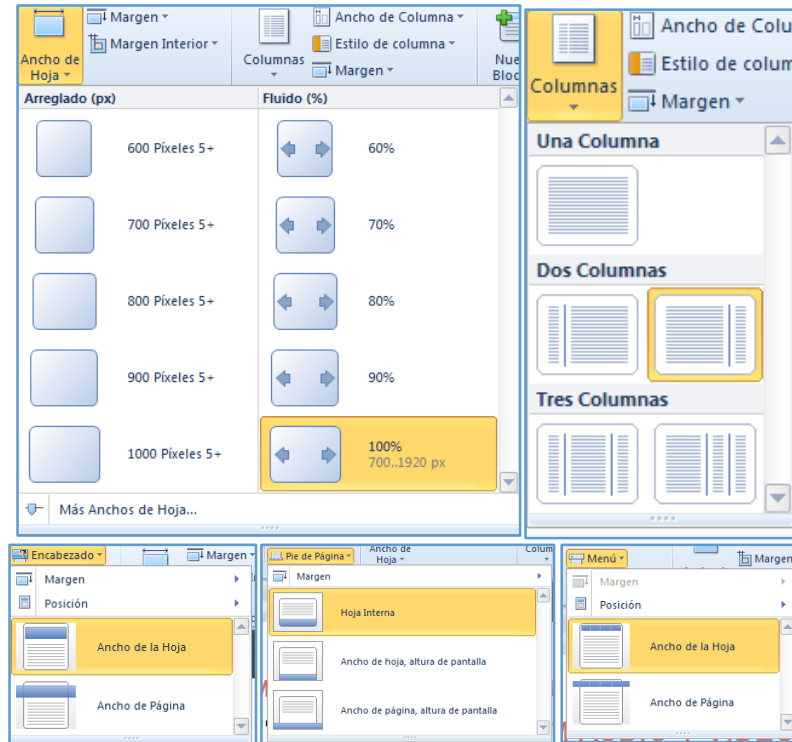 Ancho de
Hoja
Margen
Margen Interior
Columnas
Ancho de Columna
Estilo de columna
Margen
Nue
Bloc
Arreglado (px)
Fluido (%)
600 Píxeles 5+
60%
700 Píxeles 5+
70%
800 Píxeles 5+
80%
900 Píxeles 5+
90%
1000 Píxeles 5+
100%
700..1920 px
Más Anchos de Hoja...
Columnas
Ancho de Colu
Estilo de colum
Margen
Una Columna
Dos Columnas
Tres Columnas
Encabezado
Margen
Margen
Posición
Ancho de la Hoja
Ancho de Página
Pie de Página
Ancho de
Hoja
Colum
Margen
Hoja Interna
Ancho de hoja, altura de pantalla
Ancho de página, altura de pantalla
Menú
Margen
Margen
Posición
Ancho de la Hoja
Ancho de Página